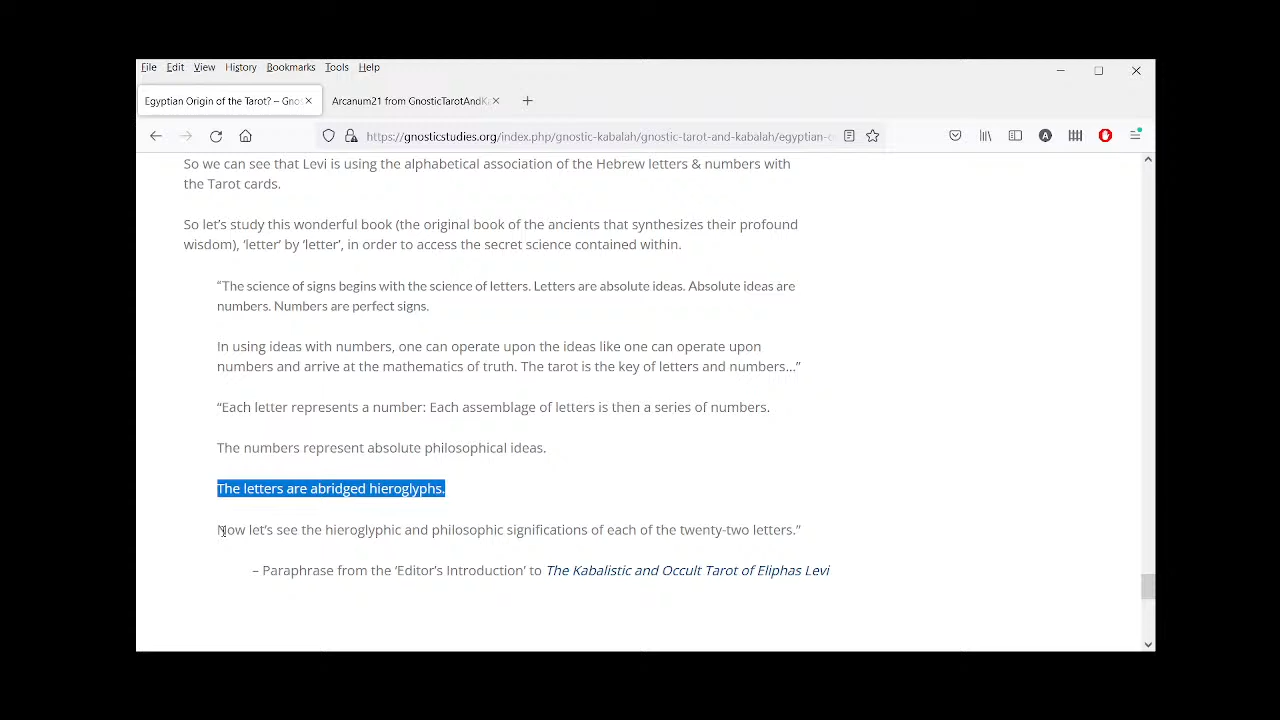 File Edit View History Bookmarks Tools Help
Egyptian Origin of the Tarot? – Gno
Arcanum21 from GnosticTarotAndK
https://gnosticstudies.org/index.php/gnostic-kabalah/gnostic-tarot-and-kabalah/egyptian-
So we can see that Levi is using the alphabetical association of the Hebrew letters & numbers with
the Tarot cards.
So let’s study this wonderful book (the original book of the ancients that synthesizes their profound
wisdom), ‘letter’ by ‘letter’, in order to access the secret science contained within.
“The science of signs begins with the science of letters. Letters are absolute ideas. Absolute ideas are
numbers. Numbers are perfect signs.
In using ideas with numbers, one can operate upon the ideas like one can operate upon
numbers and arrive at the mathematics of truth. The tarot is the key of letters and numbers…”
“Each letter represents a number: Each assemblage of letters is then a series of numbers.
The numbers represent absolute philosophical ideas.
The letters are abridged hieroglyphs.
Now let’s see the hieroglyphic and philosophic significations of each of the twenty-two letters.”
– Paraphrase from the ‘Editor’s Introduction’ to The Kabalistic and Occult Tarot of Eliphas Levi